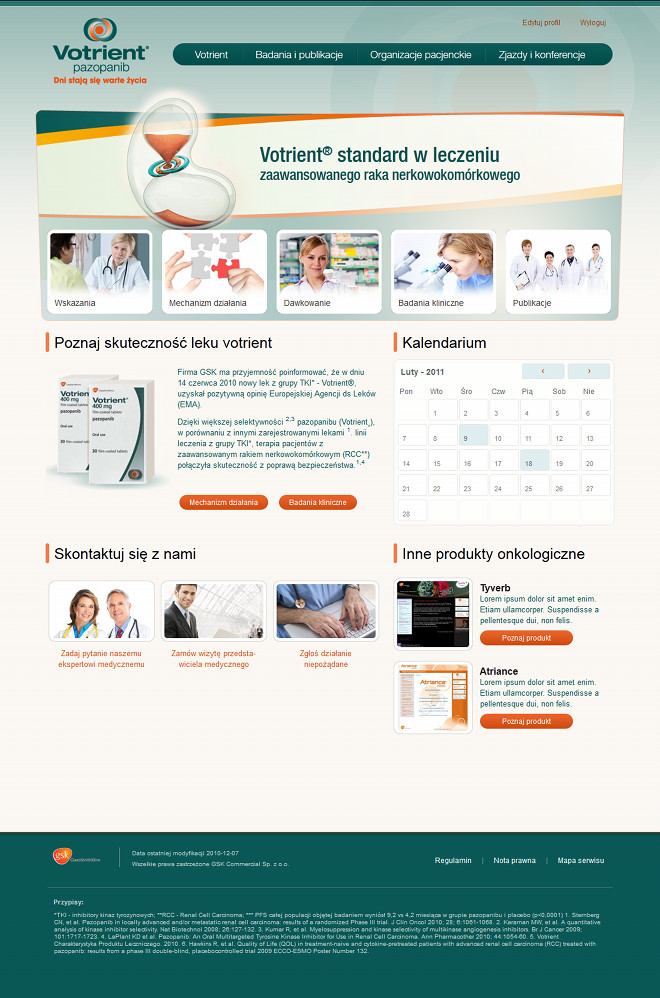 Edytuj profil Wyloguj
Votrient®
pazopanib
Dni stają się warte życia
Votrient Badania i publikacje Organizacje pacjenckie Zjazdy i konferencje
Votrient® standard w leczeniu
zaawansowanego raka nerkowokomórkowego
Wskazania Mechanizm działania Dawkowanie Badania kliniczne Publikacje
Poznaj skuteczność leku votrient
Votrient
400 mg
film-coated tablets
pazopanib
Oral use
30 film-coated tablets
Votrient
400 mg
film-coated tablets
pazopanib
Oral use
30 film-coated tablets
Firma GSK ma przyjemność poinformować, że w dniu
14 czerwca 2010 nowy lek z grupy TKI* - Votrient®,
uzyskał pozytywną opinię Europejskiej Agencji ds Leków
(EMA).
Dzięki większej selektywności 2,3 pazopanibu (Votrient,),
w porównaniu z innymi zarejestrowanymi lekami 1. linii
leczenia z grupy TKI*, terapia pacjentów z
zaawansowanym rakiem nerkowokomórkowym (RCC**)
połączyła skuteczność z poprawą bezpieczeństwa.1,4
Mechanizm działania Badania kliniczne
Kalendarium
Luty - 2011 ‹ ›
Pon Wto Śro Czw Pią Sob Nie
1 2 3 4 5 6
7 8 9 10 11 12 13
14 15 16 17 18 19 20
21 22 23 24 25 26 27
28
Skontaktuj się z nami
Zadaj pytanie naszemu
ekspertowi medycznemu
Zamów wizytę przedsta-
wiciela medycznego
Zgłoś działanie
niepożądane
Inne produkty onkologiczne
Tyverb
Lorem ipsum dolor sit amet enim.
Etiam ullamcorper. Suspendisse a
pellentesque dui, non felis.
Poznaj produkt
Atriance
Atriance
Lorem ipsum dolor sit amet enim.
Etiam ullamcorper. Suspendisse a
pellentesque dui, non felis.
Poznaj produkt
gsk GlaxoSmithKline
Data ostatniej modyfikacji 2010-12-07
Wszelkie prawa zastrzeżone GSK Commercial Sp. z o.o.
Regulamin | Nota prawna | Mapa serwisu
Przypisy:
*TKI - inhibitory kinaz tyrozynowych; **RCC - Renal Cell Carcinoma; *** PFS całej populacji objętej badaniem wyniósł 9,2 vs 4,2 miesiąca w grupie pazopanibu i placebo (p<0,0001) 1. Sternberg
CN, et al. Pazopanib in locally advanced and/or metastatic renal cell carcinoma: results of a randomized Phase III trial. J Clin Oncol 2010; 28; 6:1061-1068. 2. Karaman MW, et al. A quantitative
analysis of kinase inhibitor selectivity. Nat Biotechnol 2008; 26:127-132. 3. Kumar R, et al. Myelosuppression and kinase selectivity of multikinase angiogenesis inhibitors. Br J Cancer 2009;
101:1717-1723. 4. LaPlant KD et al. Pazopanib: An Oral Multitargeted Tyrosine Kinase Inhibitor for Use in Renal Cell Carcinoma. Ann Pharmacother 2010; 44:1054-60. 5. Votrient
Charakterystyka Produktu Leczniczego. 2010. 6. Hawkins R, et al. Quality of Life (QOL) in treatment-naive and cytokine-pretreated patients with advanced renal cell carcinoma (RCC) treated with
pazopanib: results from a phase III double-blind, placebocontrolled trial 2009 ECCO-ESMO Poster Number 132.